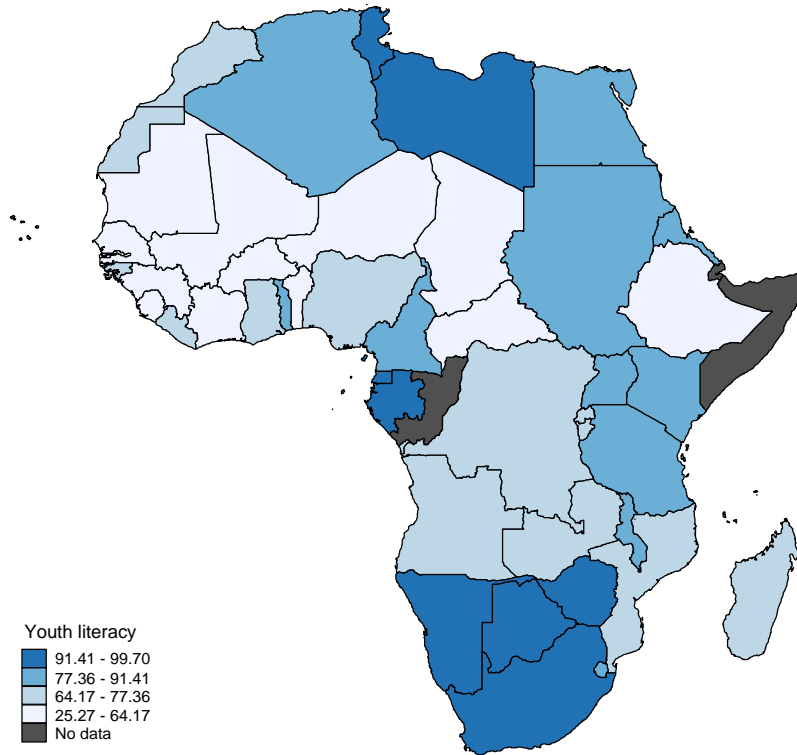 Youth literacy
91.41 - 99.70
77.36 - 91.41
64.17 - 77.36
25.27 - 64.17
No data